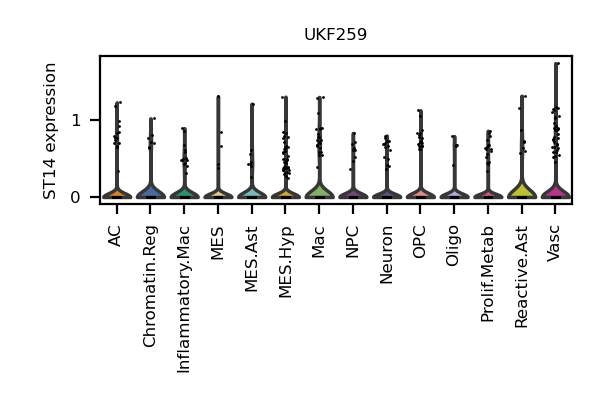 UKF259
ST14 expression
1
0
AC
Chromatin.Reg
Inflammatory.Mac
MES
MES.Ast
MES.Hyp
Mac
NPC
Neuron
OPC
Oligo
Prolif.Metab
Reactive.Ast
Vasc